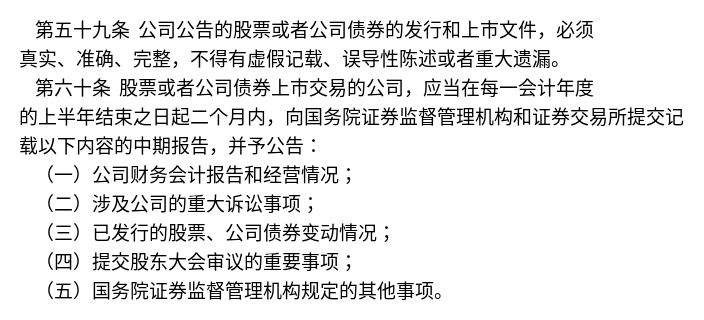 第五十九条 公司公告的股票或者公司债券的发行和上市文件，必须
真实、准确、完整，不得有虚假记载、误导性陈述或者重大遗漏。
第六十条 股票或者公司债券上市交易的公司，应当在每一会计年度
的上半年结束之日起二个月内，向国务院证券监督管理机构和证券交易所提交记
载以下内容的中期报告，并予公告：
（一）公司财务会计报告和经营情况；
（二）涉及公司的重大诉讼事项；
（三）已发行的股票、公司债券变动情况；
（四）提交股东大会审议的重要事项；
（五）国务院证券监督管理机构规定的其他事项。